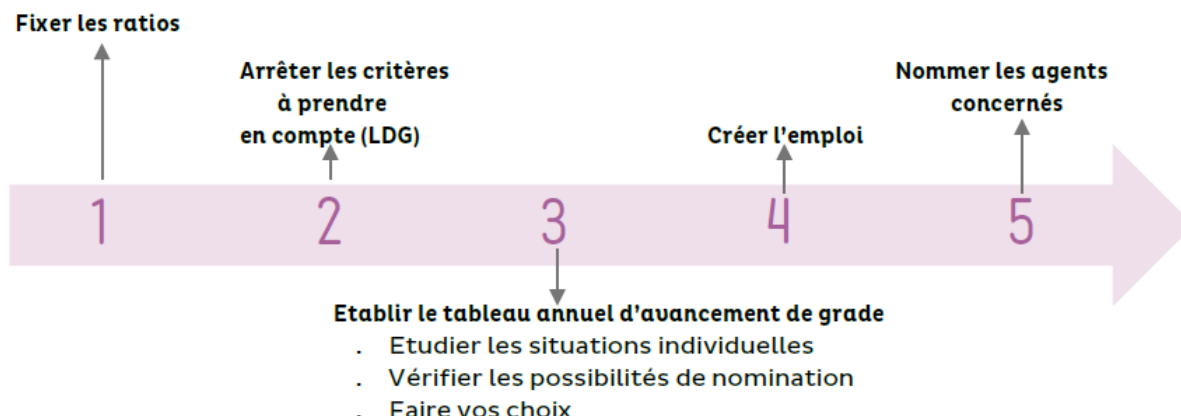 Fixer les ratios
Arrêter les critères
à prendre
en compte (LDG)
Nommer les agents
concernés
Créer l'emploi
1
2
3
4
5
Etablir le tableau annuel d'avancement de grade
. Etudier les situations individuelles
. Vérifier les possibilités de nomination
. Faire vos choix